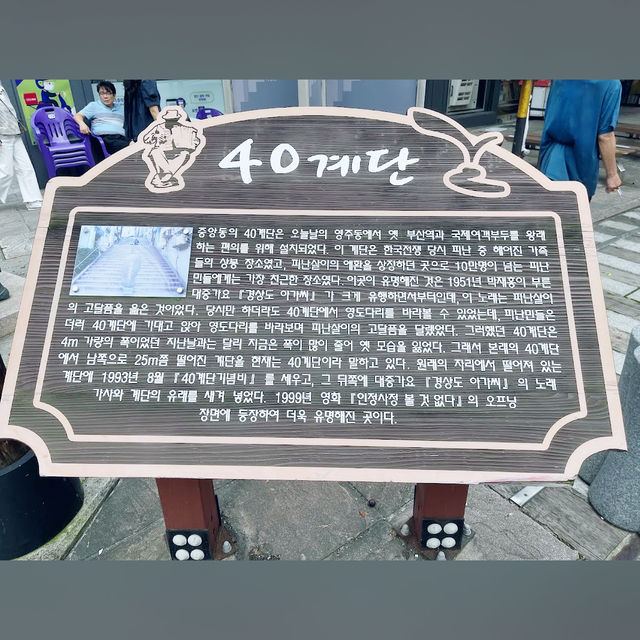 40계단
중앙동의 40계단은 오늘날의 영주동에서 옛 부산역과 국제여객부두를 왕래
하는 편의를 위해 설치되었다. 이 계단은 한국전쟁 당시 피난 중 헤어진 가족
들의 상봉 장소였고, 피난살이의 애환을 상징하던 곳으로 10만명이 넘는 피난
민들에게는 가장 친근한 장소였다. 이곳이 유명해진 것은 1951년 박재홍이 부른
대중가요 『경상도 아가씨』가 크게 유행하면서부터인데, 이 노래는 피난살이
의 고달픔을 읊은 것이었다. 당시만 하더라도 40계단에서 영도다리를 바라볼 수 있었는데, 피난민들은
더러 40계단에 기대고 앉아 영도다리를 바라보며 피난살이의 고달픔을 달랬었다. 그러했던 40계단은
4m 가량의 폭이었던 지난날과는 달리 지금은 폭이 많이 줄어 옛 모습을 잃었다. 그래서 본래의 40계단
에서 남쪽으로 25m쯤 떨어진 계단을 현재는 40계단이라 말하고 있다. 원래의 자리에서 떨어져 있는
계단에 1993년 8월 『40계단기념비』를 세우고, 그 뒤쪽에 대중가요 『경상도 아가씨』의 노래
가사와 계단의 유래를 새겨 넣었다. 1999년 영화 『인정사정 볼 것 없다』의 오프닝
장면에 등장하여 더욱 유명해진 곳이다.